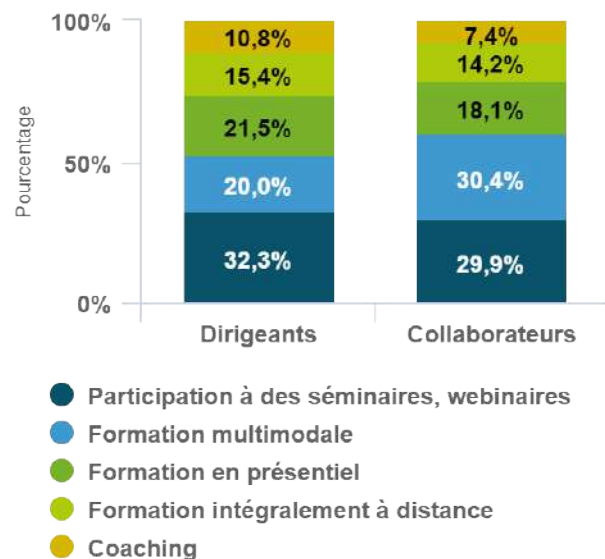 100%
50%
0%
Pourcentage
10,8%
15,4%
21,5%
20,0%
32,3%
7,4%
14,2%
18,1%
30,4%
29,9%
Dirigeants
Collaborateurs
Participation à des séminaires, webinaires
Formation multimodale
Formation en présentiel
Formation intégralement à distance
Coaching